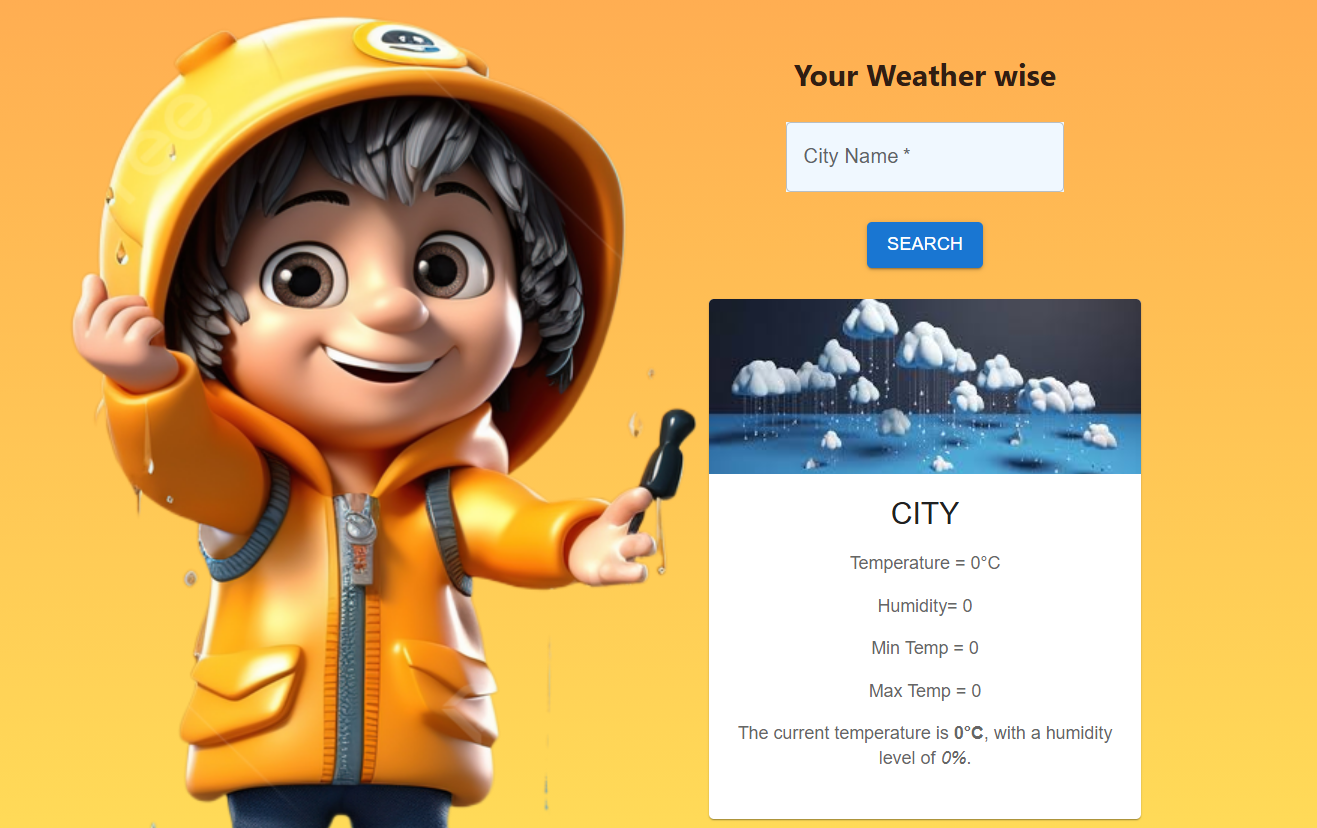 Your Weather wise
City Name *
SEARCH
CITY
Temperature = 0°C
Humidity= 0
Min Temp = 0
Max Temp = 0
The current temperature is 0°C, with a humidity
level of 0%.